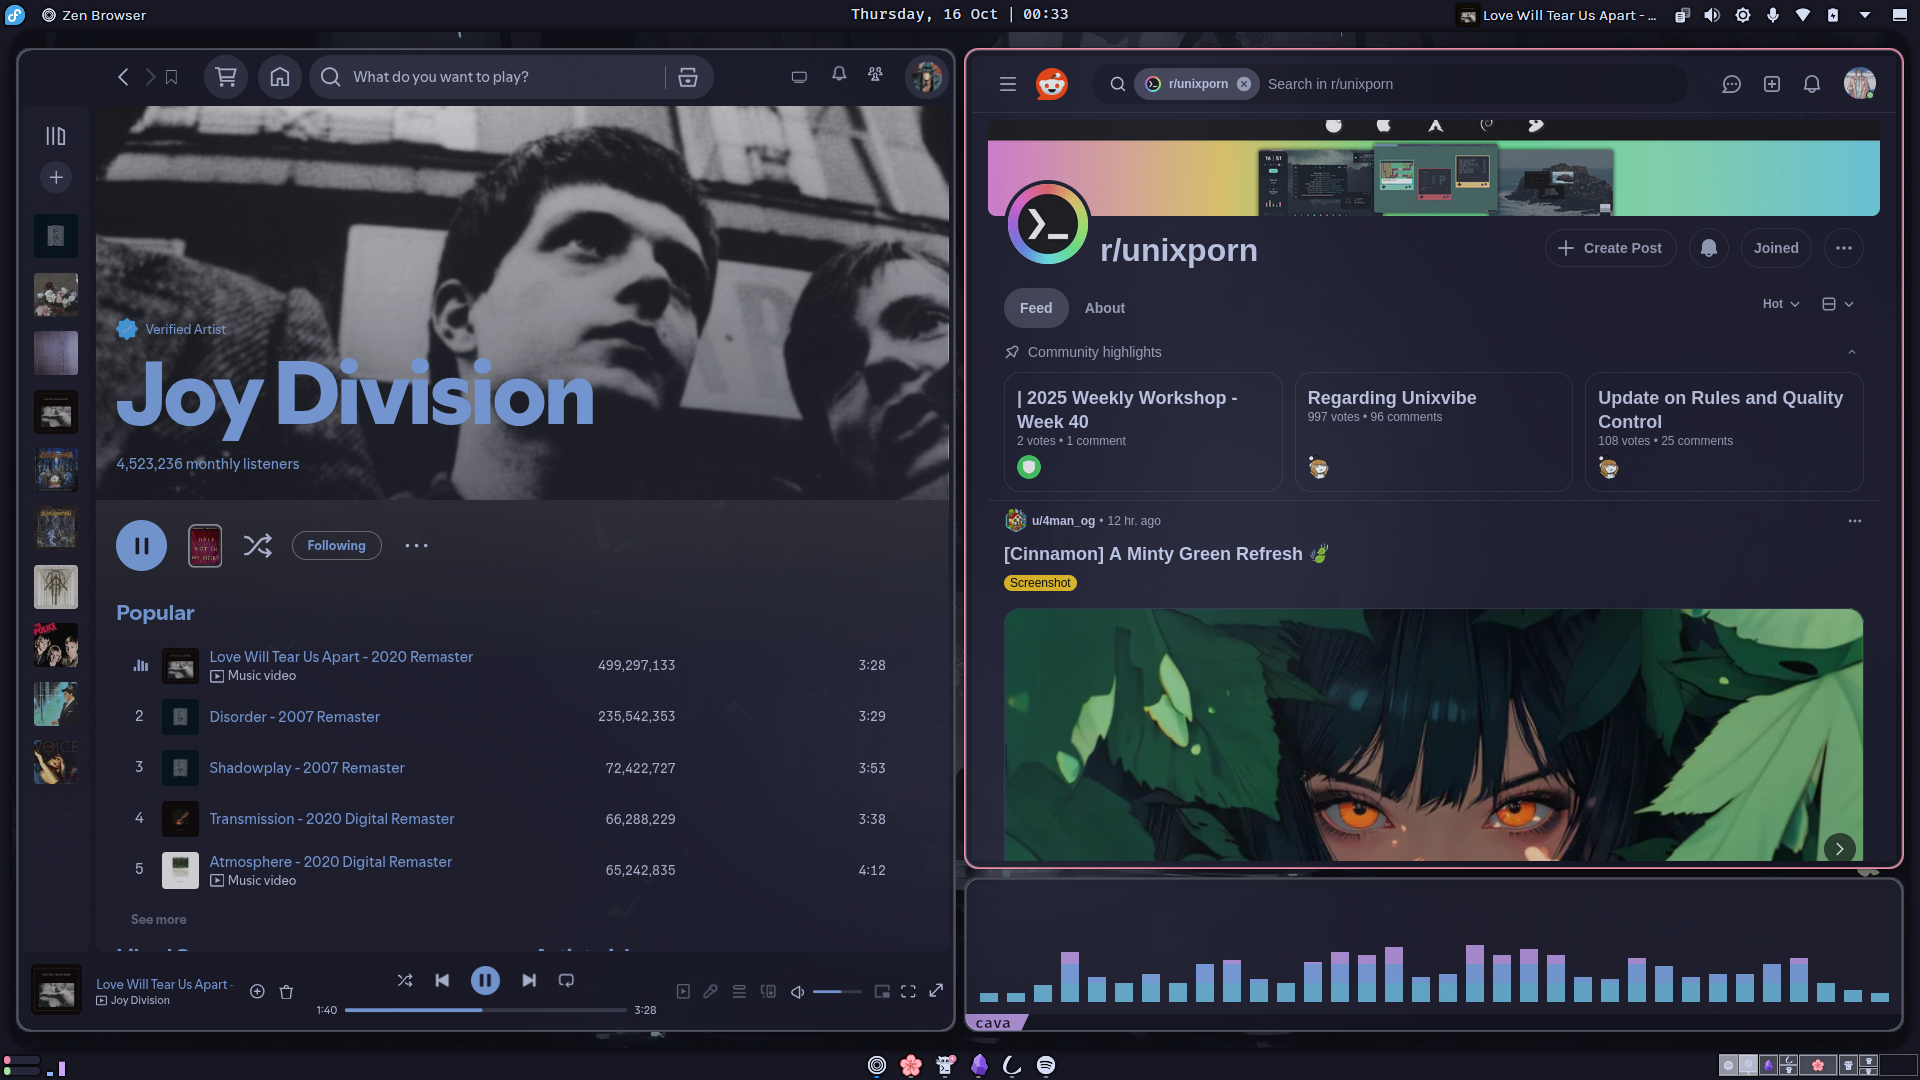 Zen Browser
Thursday, 16 Oct | 00:33
Love Will Tear Us Apart - ...
What do you want to play?
Verified Artist
Joy Division
4,523,236 monthly listeners
Following
Popular
Love Will Tear Us Apart - 2020 Remaster
Music video
499,297,133
3:28
2
Disorder - 2007 Remaster
235,542,353
3:29
3
Shadowplay - 2007 Remaster
72,422,727
3:53
4
Transmission - 2020 Digital Remaster
66,288,229
3:38
5
Atmosphere - 2020 Digital Remaster
Music video
65,242,835
4:12
See more
Love Will Tear Us Apart -
Joy Division
1:40
3:28
r/unixporn
Search in r/unixporn
r/unixporn
Create Post
Joined
Feed
About
Hot
Community highlights
| 2025 Weekly Workshop -
Week 40
2 votes • 1 comment
Regarding Unixvibe
997 votes • 96 comments
Update on Rules and Quality
Control
108 votes • 25 comments
u/4man_og • 12 hr. ago
[Cinnamon] A Minty Green Refresh
Screenshot
cava